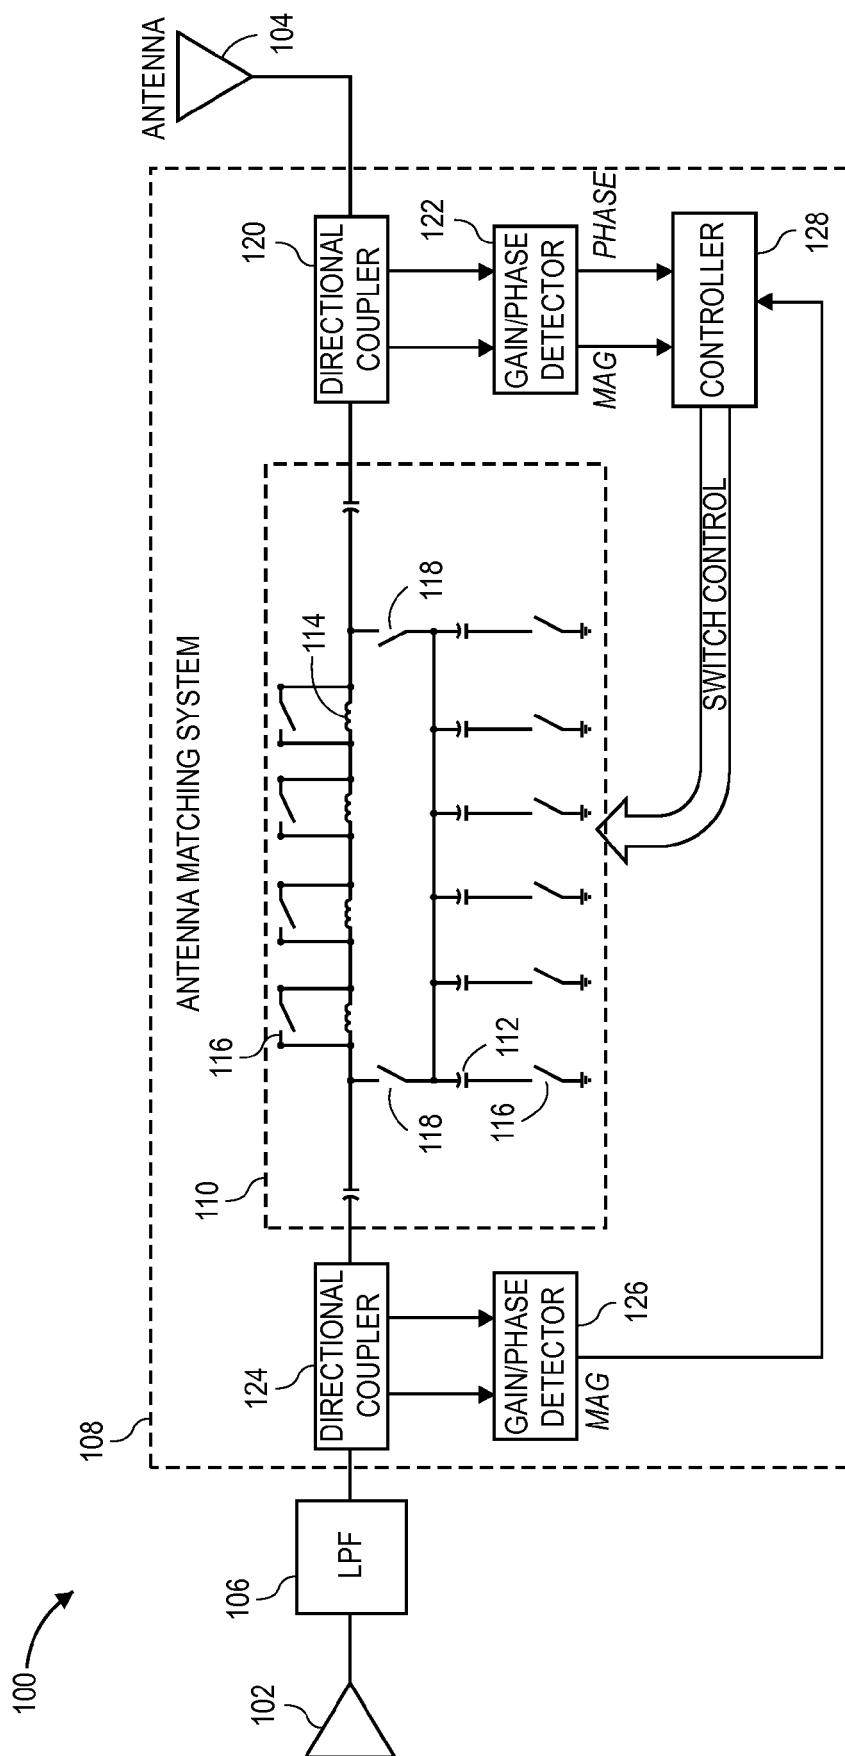 100
102
106
LPF
108
ANTENNA MATCHING SYSTEM
124
DIRECTIONAL
COUPLER
GAIN/PHASE
DETECTOR
126
MAG
110
116
118
112
116
114
118
SWITCH CONTROL
120
DIRECTIONAL
COUPLER
122
GAIN/PHASE
DETECTOR
MAG
PHASE
CONTROLLER
128
ANTENNA
104